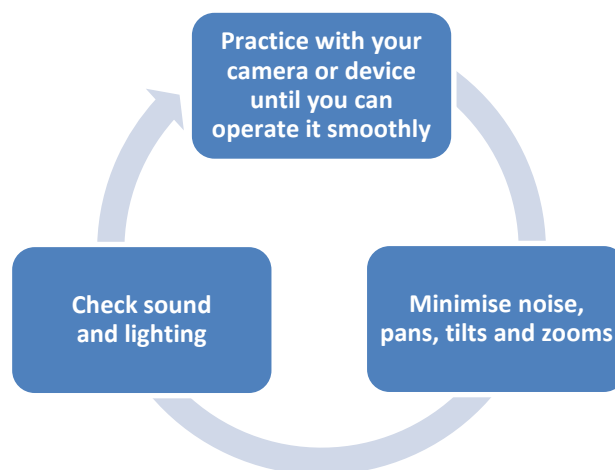 Practice with your
camera or device
until you can
operate it smoothly
Minimise noise,
pans, tilts and zooms
Check sound
and lighting